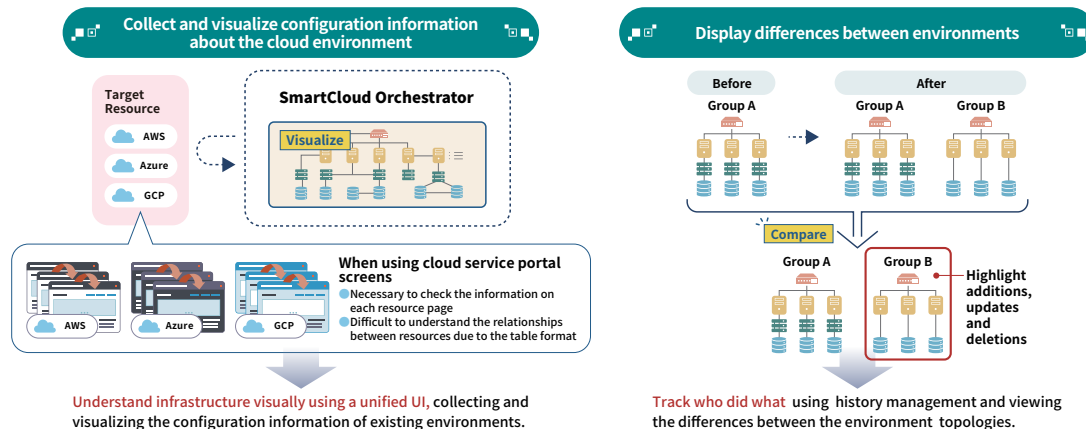 Collect and visualize configuration information
about the cloud environment
Target
Resource
AWS
Azure
GCP
SmartCloud Orchestrator
Visualize
AWS
Azure
GCP
When using cloud service portal
screens
Necessary to check the information on
each resource page
Difficult to understand the relationships
between resources due to the table format
Understand infrastructure visually using a unified UI, collecting and
visualizing the configuration information of existing environments.
Display differences between environments
Before
After
Group A
Group A
Group B
Compare
Group A
Group B
Highlight
additions,
updates
and
deletions
Track who did what using history management and viewing
the differences between the environment topologies.